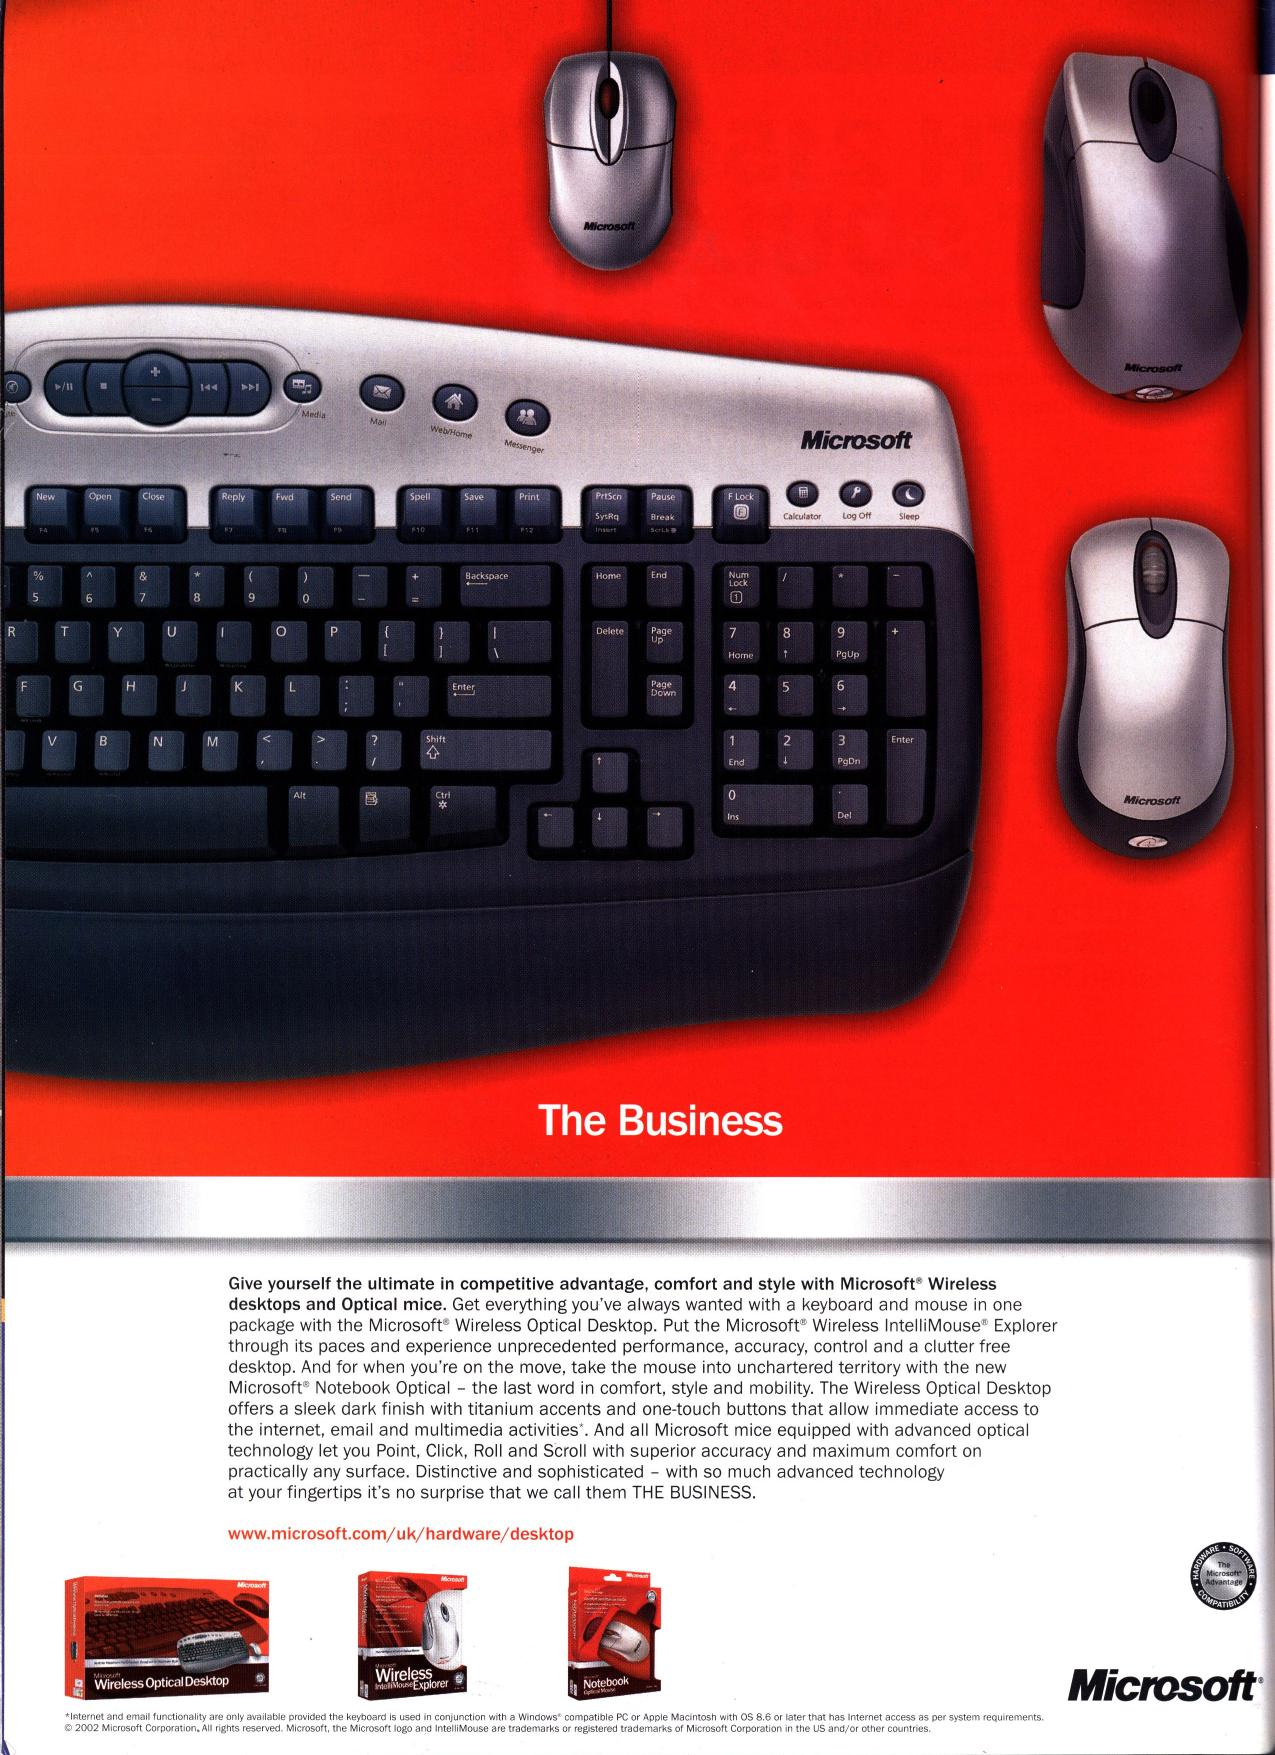 Microsoft
Microsoft
Media
Mail
Web/Home
Messenger
Microsoft
New Open Close Reply Fwd Send Spell Save Print PrtScn Pause F Lock
SysRq Break
F4 F5 F6 F7 F8 F9 F10 F11 F12 Insert ScrLk
Calculator Log Off Sleep
% ^ & * ( ) — + Backspace Home End Num Lock / * -
5 6 7 8 9 0 - = 1
R T Y U I O P { } | Delete Page Up 7 8 9 +
[ ] \ Home ↑ PgUp
F G H J K L : " Enter Page Down 4 5 6
; ' ← →
V B N M < > ? Shift 1 2 3 Enter
, . / End ↓ PgDn
↑
Alt Ctrl 0 .
← ↓ → Ins Del
Microsoft
The Business
Give yourself the ultimate in competitive advantage, comfort and style with Microsoft® Wireless
desktops and Optical mice. Get everything you've always wanted with a keyboard and mouse in one
package with the Microsoft® Wireless Optical Desktop. Put the Microsoft® Wireless IntelliMouse® Explorer
through its paces and experience unprecedented performance, accuracy, control and a clutter free
desktop. And for when you're on the move, take the mouse into unchartered territory with the new
Microsoft® Notebook Optical – the last word in comfort, style and mobility. The Wireless Optical Desktop
offers a sleek dark finish with titanium accents and one-touch buttons that allow immediate access to
the internet, email and multimedia activities*. And all Microsoft mice equipped with advanced optical
technology let you Point, Click, Roll and Scroll with superior accuracy and maximum comfort on
practically any surface. Distinctive and sophisticated – with so much advanced technology
at your fingertips it's no surprise that we call them THE BUSINESS.
www.microsoft.com/uk/hardware/desktop
HARDWARE • SOFTWARE
The
Microsoft®
Advantage
COMPATIBILITY
Microsoft
Microsoft
Wireless Optical Desktop
Microsoft
Wireless
IntelliMouse Explorer
Microsoft
Notebook
Optical Mouse
Microsoft®
*Internet and email functionality are only available provided the keyboard is used in conjunction with a Windows® compatible PC or Apple Macintosh with OS 8.6 or later that has Internet access as per system requirements.
© 2002 Microsoft Corporation. All rights reserved. Microsoft, the Microsoft logo and IntelliMouse are trademarks or registered trademarks of Microsoft Corporation in the US and/or other countries.